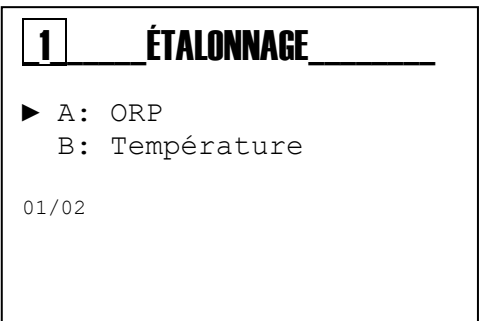 1 ÉTALONNAGE
► A: ORP
B: Température
01/02